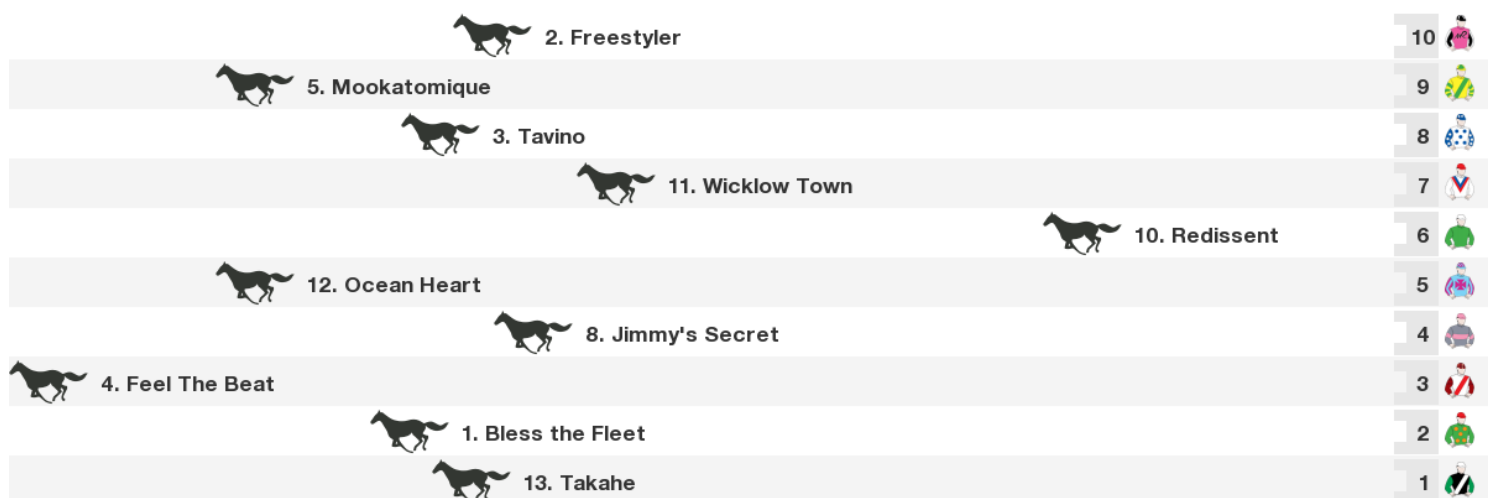 2. Freestyler 10
5. Mookatomique 9
3. Tavino 8
11. Wicklow Town 7
10. Redissent 6
12. Ocean Heart 5
8. Jimmy's Secret 4
4. Feel The Beat 3
1. Bless the Fleet 2
13. Takahe 1